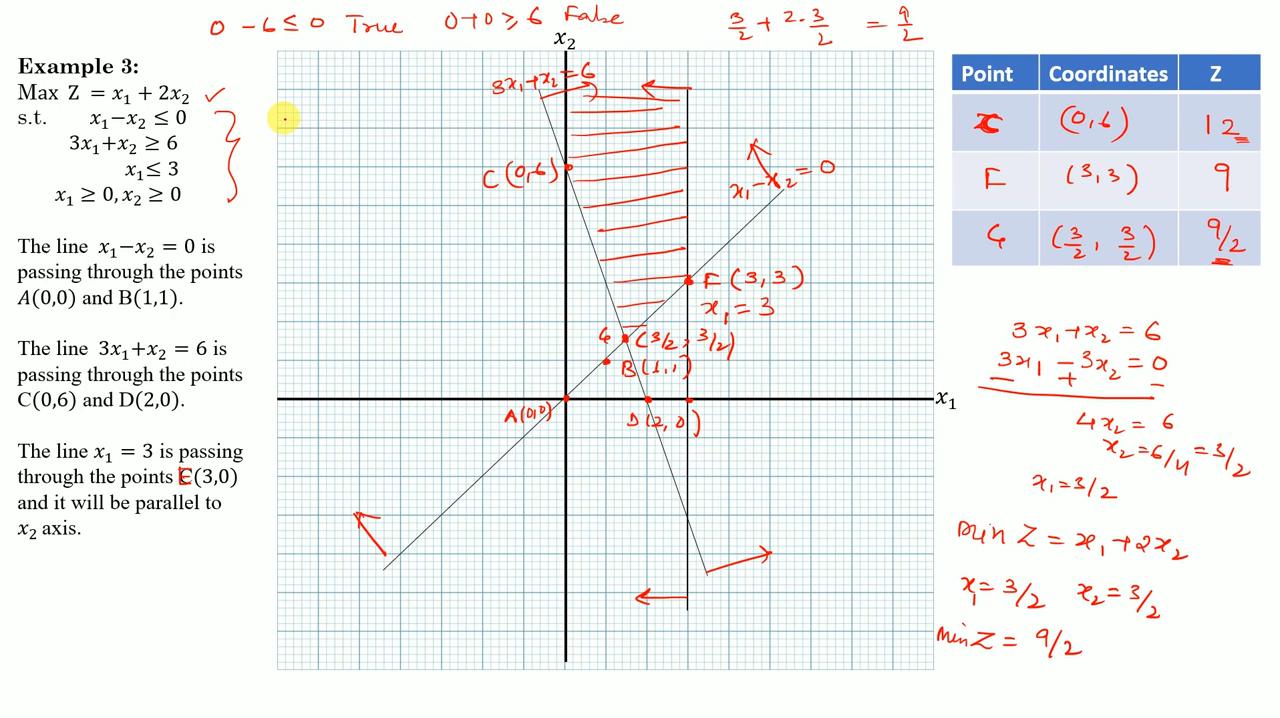 0 - 6 ≤ 0 True 0+0 ≥ 6 False 3/2 + 2·3/2 = 9/2
Example 3:
Max Z = x₁ + 2x₂ ✓
s.t. x₁−x₂ ≤ 0
3x₁+x₂ ≥ 6
x₁≤ 3
x₁ ≥ 0, x₂ ≥ 0
The line x₁−x₂ = 0 is
passing through the points
A(0,0) and B(1,1).
The line 3x₁+x₂ = 6 is
passing through the points
C(0,6) and D(2,0).
The line x₁ = 3 is passing
through the points E(3,0)
and it will be parallel to
x₂ axis.
x₂
3x₁+x₂=6
C (0,6)
x₁−x₂ = 0
F (3,3)
x₁ = 3
G (3/2, 3/2)
B(1,1)
A(0,0)
D(2,0)
x₁
Point Coordinates Z
C (0,6) 12
F (3,3) 9
G (3/2, 3/2) 9/2
3x₁+x₂ = 6
3x₁ − 3x₂ = 0
− + −
4x₂ = 6
x₂=6/4=3/2
x₁=3/2
Min Z = x₁+2x₂
x₁= 3/2 x₂=3/2
Min Z = 9/2